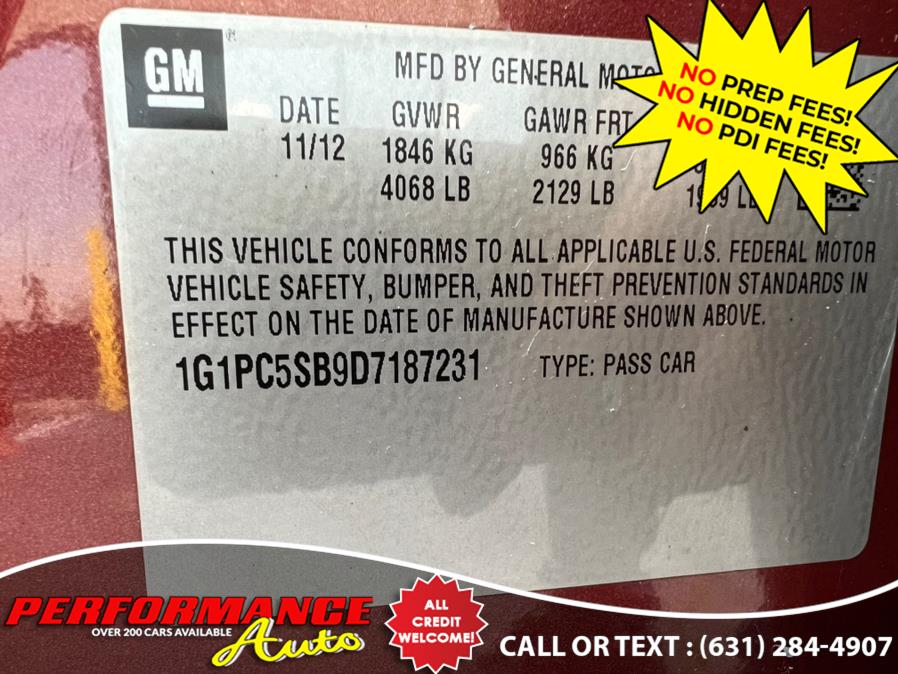 GM
MFD BY GENERAL
DATE GVWR GAWR FRT
11/12 1846 KG 966 KG
4068 LB 2129 LB
THIS VEHICLE CONFORMS TO ALL APPLICABLE U.S. FEDERAL MOTOR
VEHICLE SAFETY, BUMPER, AND THEFT PREVENTION STANDARDS IN
EFFECT ON THE DATE OF MANUFACTURE SHOWN ABOVE.
1G1PC5SB9D7187231 TYPE: PASS CAR
NO PREP FEES!
NO HIDDEN FEES!
NO PDI FEES!
PERFORMANCE
OVER 200 CARS AVAILABLE
Auto
ALL
CREDIT
WELCOME!
CALL OR TEXT : (631) 284-4907